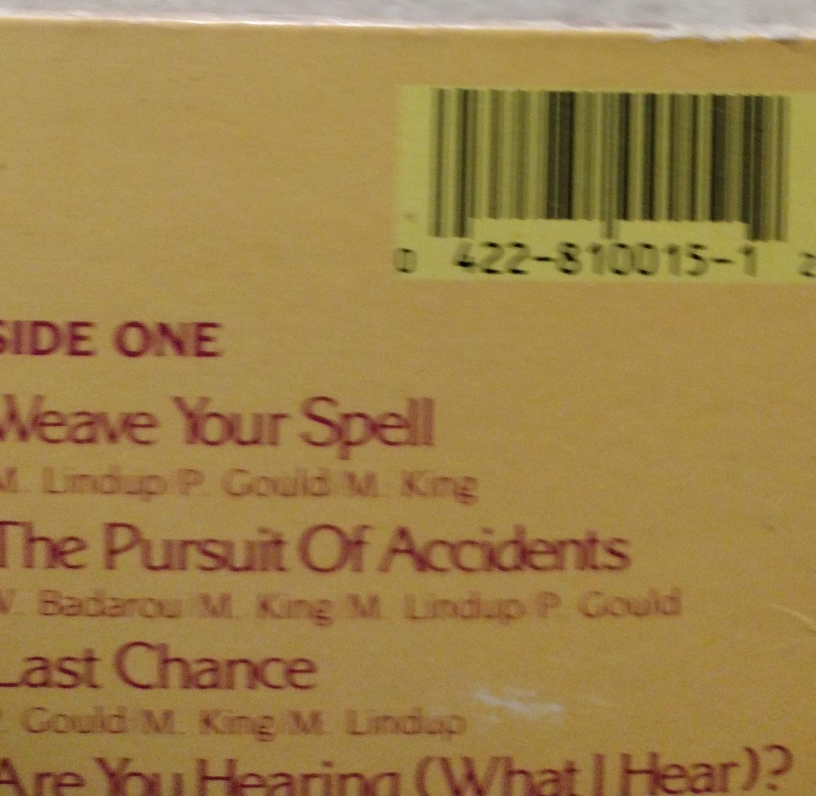 0 422-810015-1 2
SIDE ONE
Weave Your Spell
M. Lindup/P. Gould/M. King
The Pursuit Of Accidents
W. Badarou/M. King/M. Lindup/P. Gould
Last Chance
P. Gould/M. King/M. Lindup
Are You Hearing (What I Hear)?